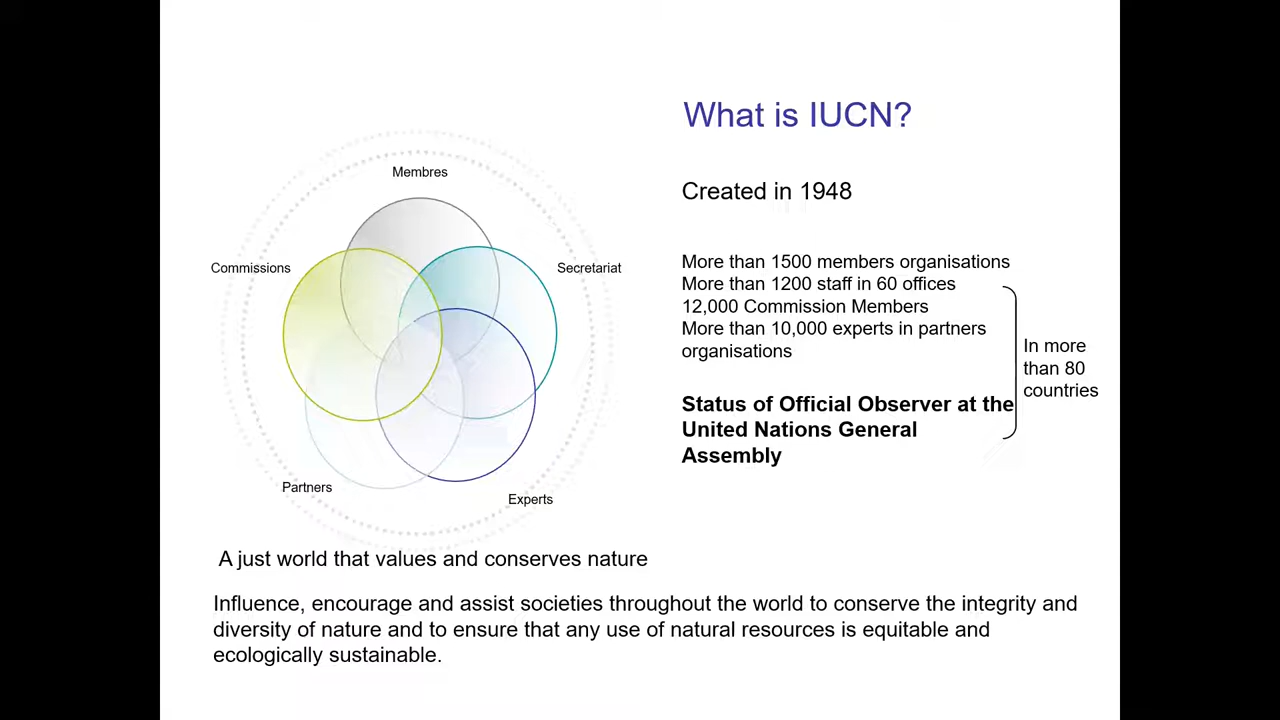 What is IUCN?
Membres
Created in 1948
Commissions
Secretariat
More than 1500 members organisations
More than 1200 staff in 60 offices
12,000 Commission Members
More than 10,000 experts in partners
organisations
In more
than 80
countries
Status of Official Observer at the
United Nations General
Assembly
Partners
Experts
A just world that values and conserves nature
Influence, encourage and assist societies throughout the world to conserve the integrity and
diversity of nature and to ensure that any use of natural resources is equitable and
ecologically sustainable.